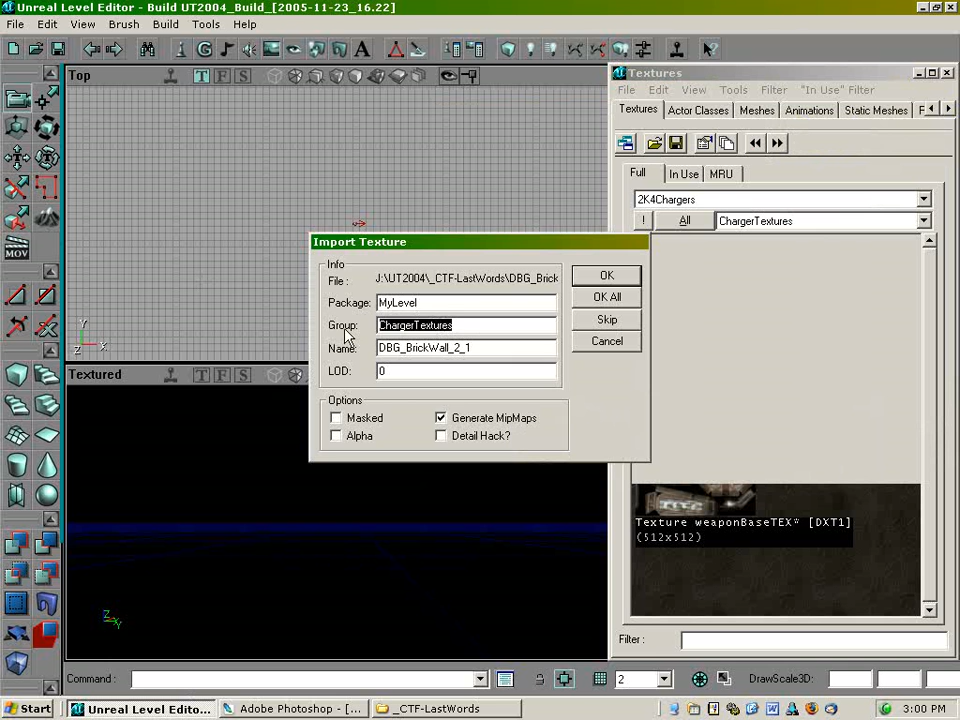 Unreal Level Editor - Build UT2004_Build_[2005-11-23_16.22]
File Edit View Brush Build Tools Help
Top
T F S
Textures
File Edit View Tools Filter "In Use" Filter
Textures Actor Classes Meshes Animations Static Meshes
Full In Use MRU
2K4Chargers
! All ChargerTextures
Import Texture
Info
File : J:\UT2004\_CTF-LastWords\DBG_Brick
Package: MyLevel
Group: ChargerTextures
Name: DBG_BrickWall_2_1
LOD: 0
OK
OK All
Skip
Cancel
Options
Masked Generate MipMaps
Alpha Detail Hack?
MOV
Y
Z X
Textured
T F S
Z
Y
Texture weaponBaseTEX* [DXT1]
(512x512)
Filter :
Command : 2 DrawScale3D:
Start Unreal Level Editor - ... Adobe Photoshop - [... _CTF-LastWords 3:00 PM